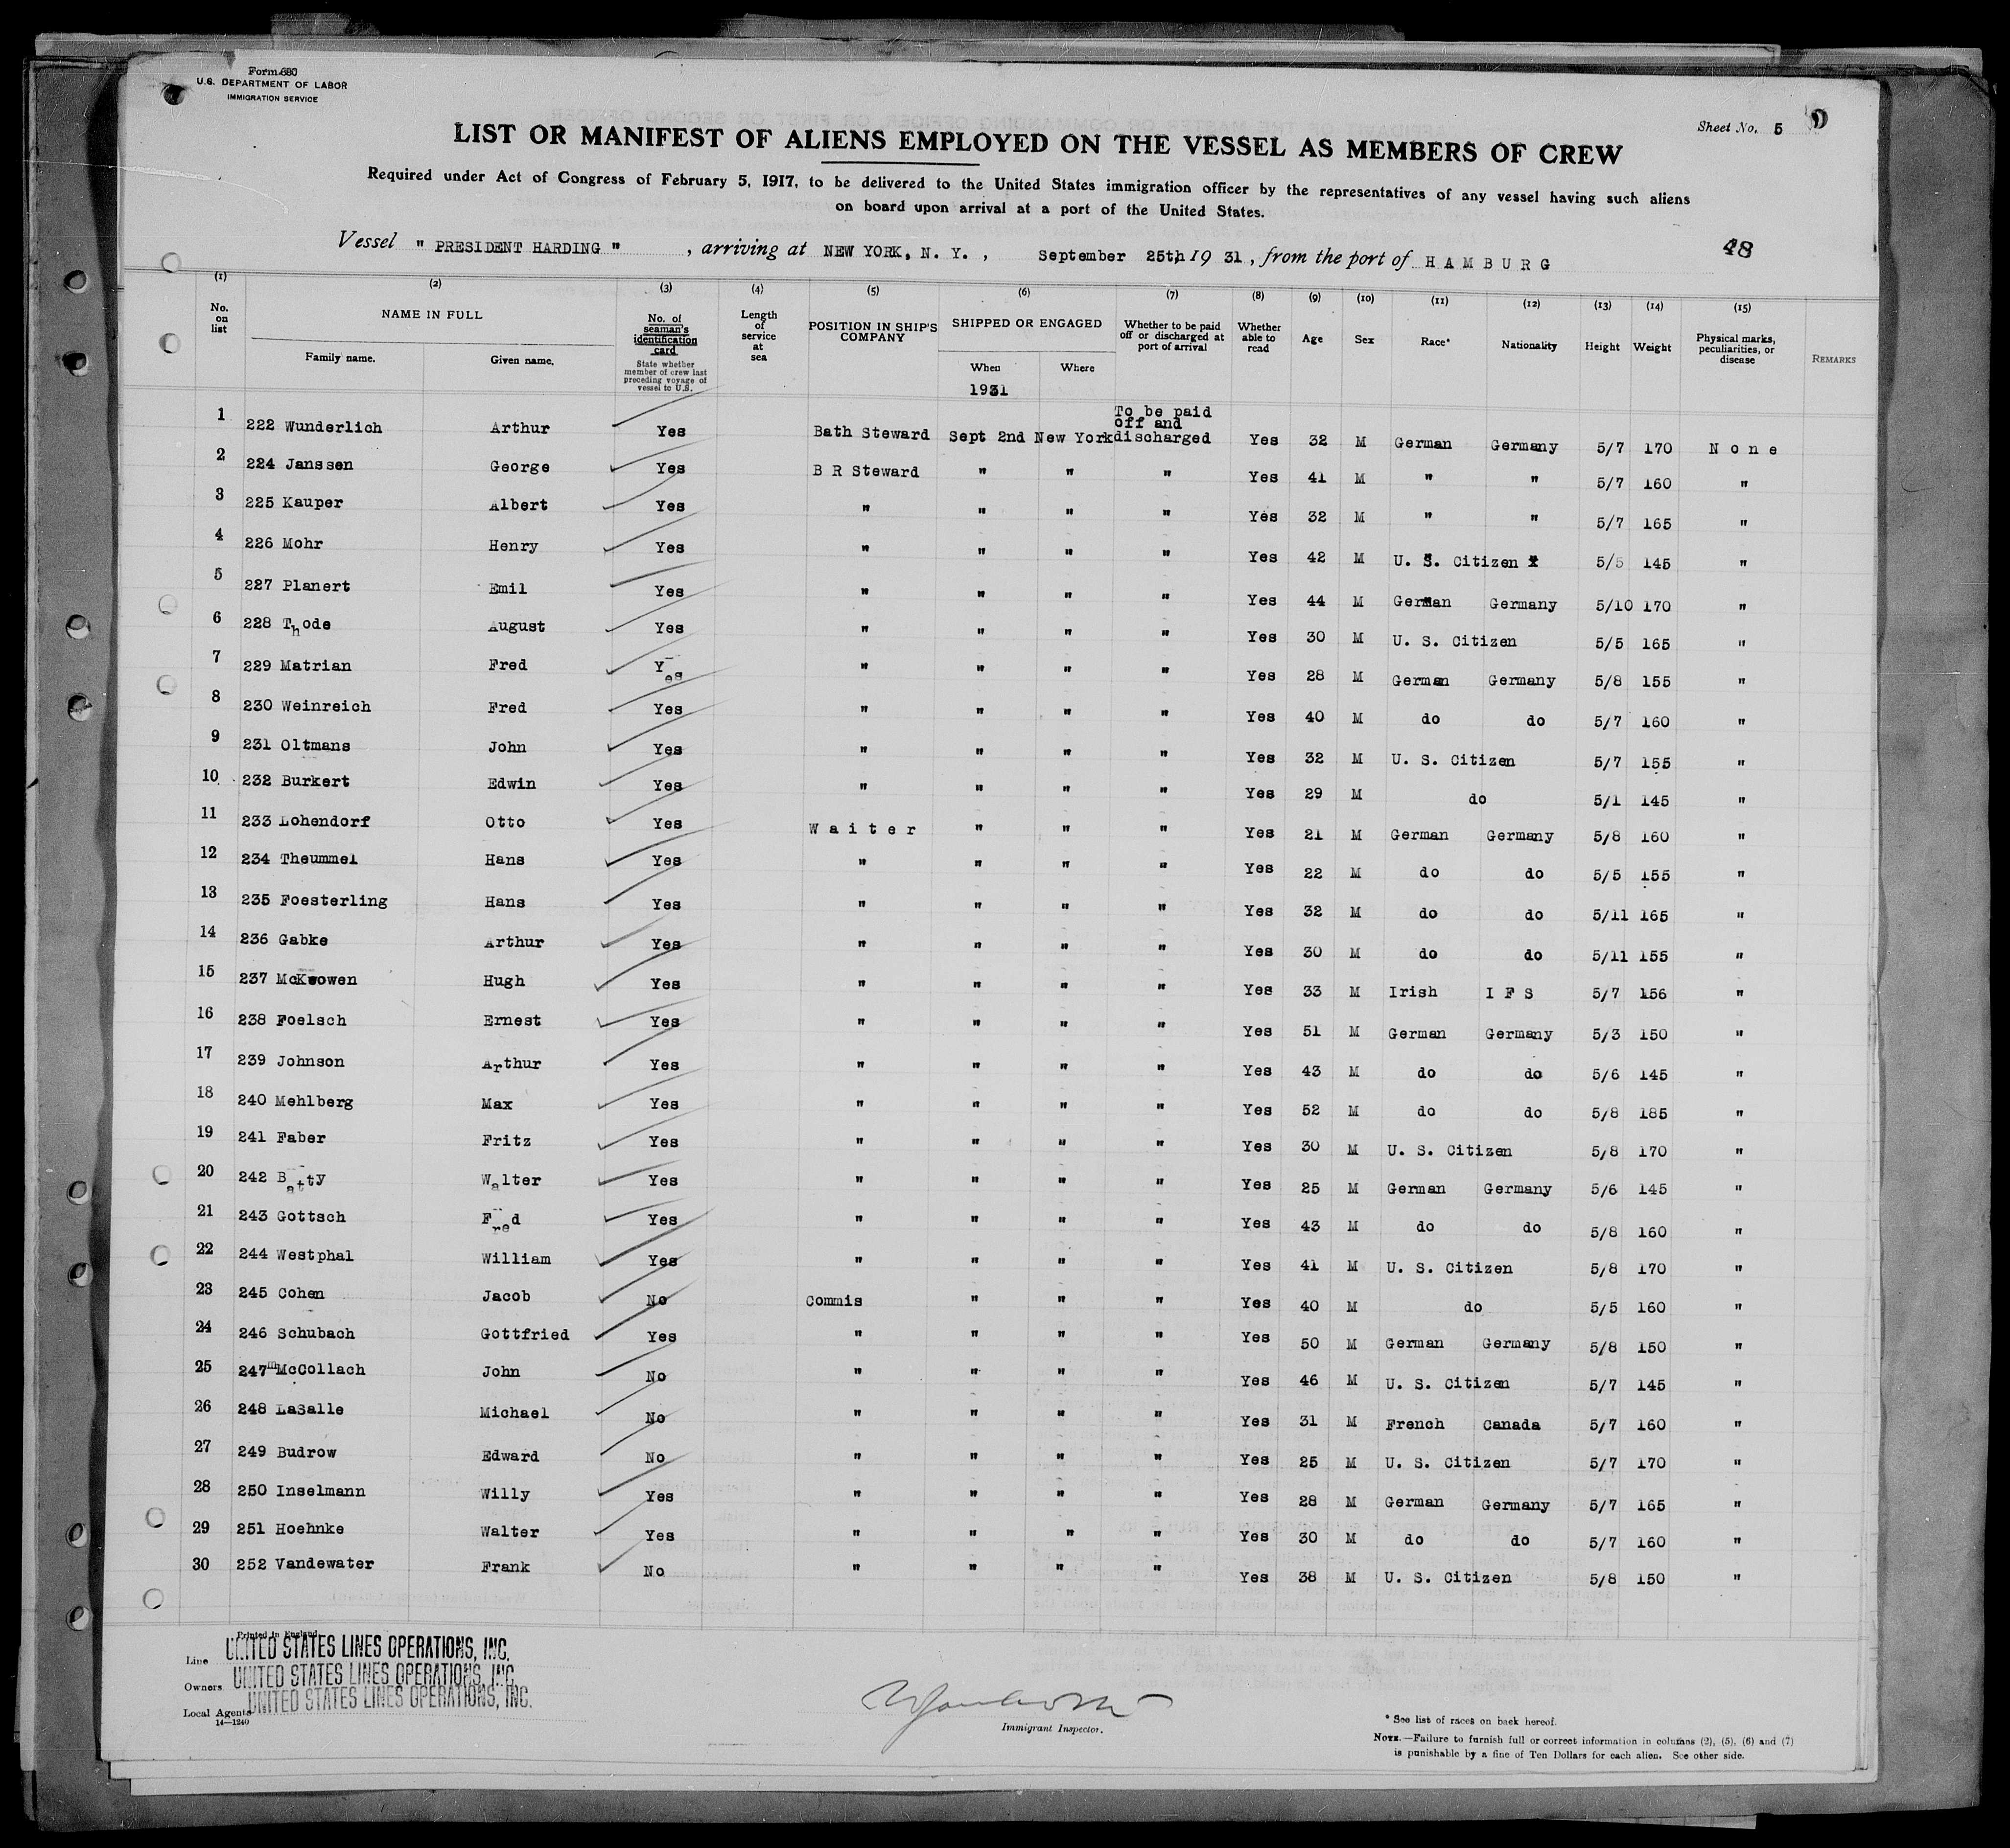 Form 680
U.S. DEPARTMENT OF LABOR
IMMIGRATION SERVICE
Sheet No. 5
LIST OR MANIFEST OF ALIENS EMPLOYED ON THE VESSEL AS MEMBERS OF CREW
Required under Act of Congress of February 5, 1917, to be delivered to the United States immigration officer by the representatives of any vessel having such aliens
on board upon arrival at a port of the United States.
48
Vessel " PRESIDENT HARDING " , arriving at NEW YORK, N. Y. , September 25th 19 31, from the port of HAMBURG
(1) (2) (3) (4) (5) (6) (7) (8) (9) (10) (11) (12) (13) (14) (15)
No. on list NAME IN FULL Family name. Given name. No. of seaman's identification card State whether member of crew last preceding voyage of vessel to U.S. Length of service at sea POSITION IN SHIP'S COMPANY SHIPPED OR ENGAGED When Where Whether to be paid off or discharged at port of arrival Whether able to read Age Sex Race* Nationality Height Weight Physical marks, peculiarities, or disease REMARKS
1931
To be paid
off and
1 222 Wunderlich Arthur Yes Bath Steward Sept 2nd New York discharged Yes 32 M German Germany 5/7 170 None
2 224 Janssen George Yes B R Steward " " " Yes 41 M " " 5/7 160 "
3 225 Kauper Albert Yes " " " " Yes 32 M " " 5/7 165 "
4 226 Mohr Henry Yes " " " " Yes 42 M U. S. Citizen 5/5 145 "
5 227 Planert Emil Yes " " " " Yes 44 M German Germany 5/10 170 "
6 228 Thode August Yes " " " " Yes 30 M U. S. Citizen 5/5 165 "
7 229 Matrian Fred Yes " " " " Yes 28 M German Germany 5/8 155 "
8 230 Weinreich Fred Yes " " " " Yes 40 M do do 5/7 160 "
9 231 Oltmans John Yes " " " " Yes 32 M U. S. Citizen 5/7 155 "
10 232 Burkert Edwin Yes " " " " Yes 29 M do 5/1 145 "
11 233 Lohendorf Otto Yes Waiter " " " Yes 21 M German Germany 5/8 160 "
12 234 Theummel Hans Yes " " " " Yes 22 M do do 5/5 155 "
13 235 Foesterling Hans Yes " " " " Yes 32 M do do 5/11 165 "
14 236 Gabke Arthur Yes " " " " Yes 30 M do do 5/11 155 "
15 237 McKeowen Hugh Yes " " " " Yes 33 M Irish I F S 5/7 156 "
16 238 Foelsch Ernest Yes " " " " Yes 51 M German Germany 5/3 150 "
17 239 Johnson Arthur Yes " " " " Yes 43 M do do 5/6 145 "
18 240 Mehlberg Max Yes " " " " Yes 52 M do do 5/8 185 "
19 241 Faber Fritz Yes " " " " Yes 30 M U. S. Citizen 5/8 170 "
20 242 Batty Walter Yes " " " " Yes 25 M German Germany 5/6 145 "
21 243 Gottsch Fred Yes " " " " Yes 43 M do do 5/8 160 "
22 244 Westphal William Yes " " " " Yes 41 M U. S. Citizen 5/8 170 "
23 245 Cohen Jacob No Commis " " " Yes 40 M do 5/5 160 "
24 246 Schubach Gottfried Yes " " " " Yes 50 M German Germany 5/8 150 "
25 247 McCollach John No " " " " Yes 46 M U. S. Citizen 5/7 145 "
26 248 LaSalle Michael No " " " " Yes 31 M French Canada 5/7 160 "
27 249 Budrow Edward No " " " " Yes 25 M U. S. Citizen 5/7 170 "
28 250 Inselmann Willy Yes " " " " Yes 28 M German Germany 5/7 165 "
29 251 Hoehnke Walter Yes " " " " Yes 30 M do do 5/7 160 "
30 252 Vandewater Frank No " " " " Yes 38 M U. S. Citizen 5/8 150 "
Printed in England.
Line UNITED STATES LINES OPERATIONS, INC.
Owners UNITED STATES LINES OPERATIONS, INC.
Local Agents UNITED STATES LINES OPERATIONS, INC.
14—1240
Immigrant Inspector.
* See list of races on back hereof.
NOTE.—Failure to furnish full or correct information in columns (2), (5), (6) and (7)
is punishable by a fine of Ten Dollars for each alien. See other side.